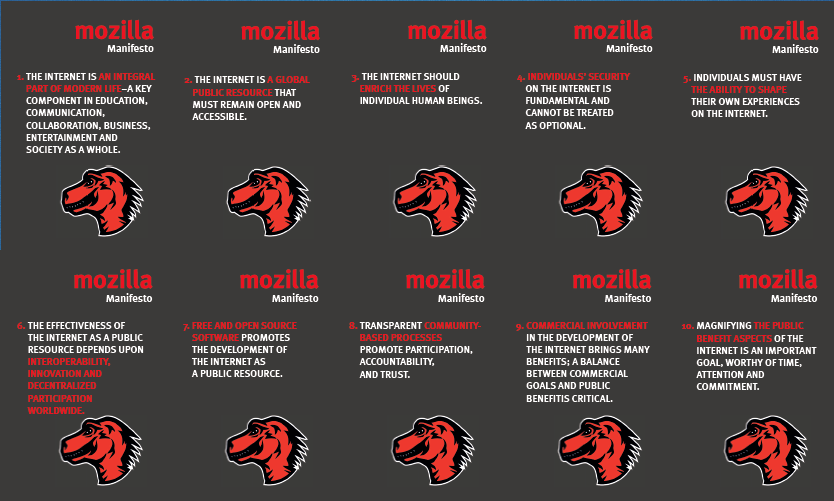 mozilla
Manifesto
1. THE INTERNET IS AN INTEGRAL
PART OF MODERN LIFE–A KEY
COMPONENT IN EDUCATION,
COMMUNICATION,
COLLABORATION, BUSINESS,
ENTERTAINMENT AND
SOCIETY AS A WHOLE.
mozilla
Manifesto
2. THE INTERNET IS A GLOBAL
PUBLIC RESOURCE THAT
MUST REMAIN OPEN AND
ACCESSIBLE.
mozilla
Manifesto
3. THE INTERNET SHOULD
ENRICH THE LIVES OF
INDIVIDUAL HUMAN BEINGS.
mozilla
Manifesto
4. INDIVIDUALS' SECURITY
ON THE INTERNET IS
FUNDAMENTAL AND
CANNOT BE TREATED
AS OPTIONAL.
mozilla
Manifesto
5. INDIVIDUALS MUST HAVE
THE ABILITY TO SHAPE
THEIR OWN EXPERIENCES
ON THE INTERNET.
mozilla
Manifesto
6. THE EFFECTIVENESS OF
THE INTERNET AS A PUBLIC
RESOURCE DEPENDS UPON
INTEROPERABILITY,
INNOVATION AND
DECENTRALIZED
PARTICIPATION
WORLDWIDE.
mozilla
Manifesto
7. FREE AND OPEN SOURCE
SOFTWARE PROMOTES
THE DEVELOPMENT OF
THE INTERNET AS
A PUBLIC RESOURCE.
mozilla
Manifesto
8. TRANSPARENT COMMUNITY-
BASED PROCESSES
PROMOTE PARTICIPATION,
ACCOUNTABILITY,
AND TRUST.
mozilla
Manifesto
9. COMMERCIAL INVOLVEMENT
IN THE DEVELOPMENT OF
THE INTERNET BRINGS MANY
BENEFITS; A BALANCE
BETWEEN COMMERCIAL
GOALS AND PUBLIC
BENEFITIS CRITICAL.
mozilla
Manifesto
10. MAGNIFYING THE PUBLIC
BENEFIT ASPECTS OF THE
INTERNET IS AN IMPORTANT
GOAL, WORTHY OF TIME,
ATTENTION AND
COMMITMENT.